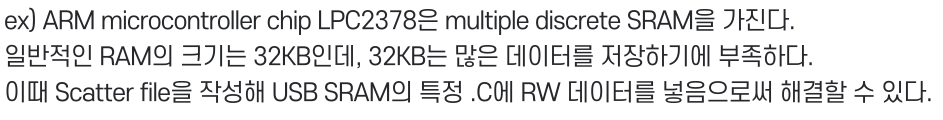 ex) ARM microcontroller chip LPC2378은 multiple discrete SRAM을 가진다.
일반적인 RAM의 크기는 32KB인데, 32KB는 많은 데이터를 저장하기에 부족하다.
이때 Scatter file을 작성해 USB SRAM의 특정 .C에 RW 데이터를 넣음으로써 해결할 수 있다.